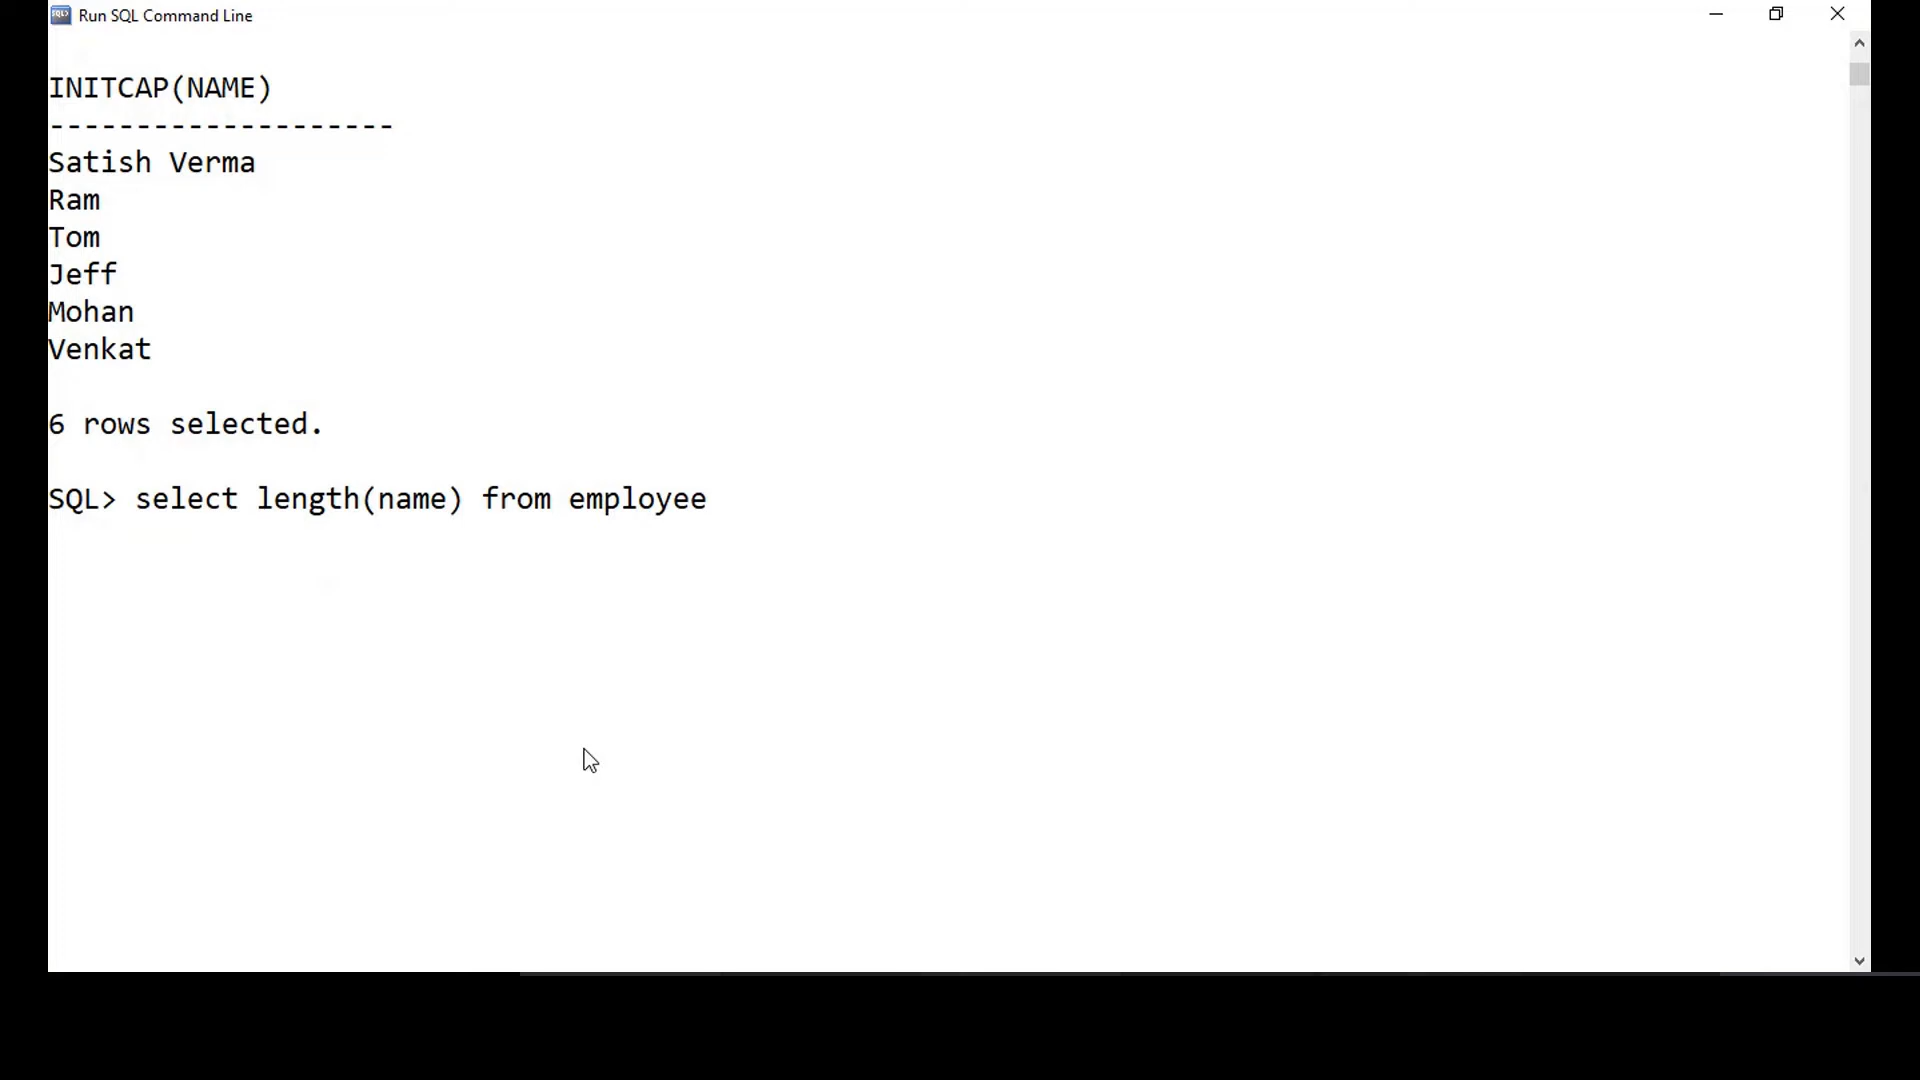 Run SQL Command Line
INITCAP(NAME)
--------------------
Satish Verma
Ram
Tom
Jeff
Mohan
Venkat
6 rows selected.
SQL> select length(name) from employee